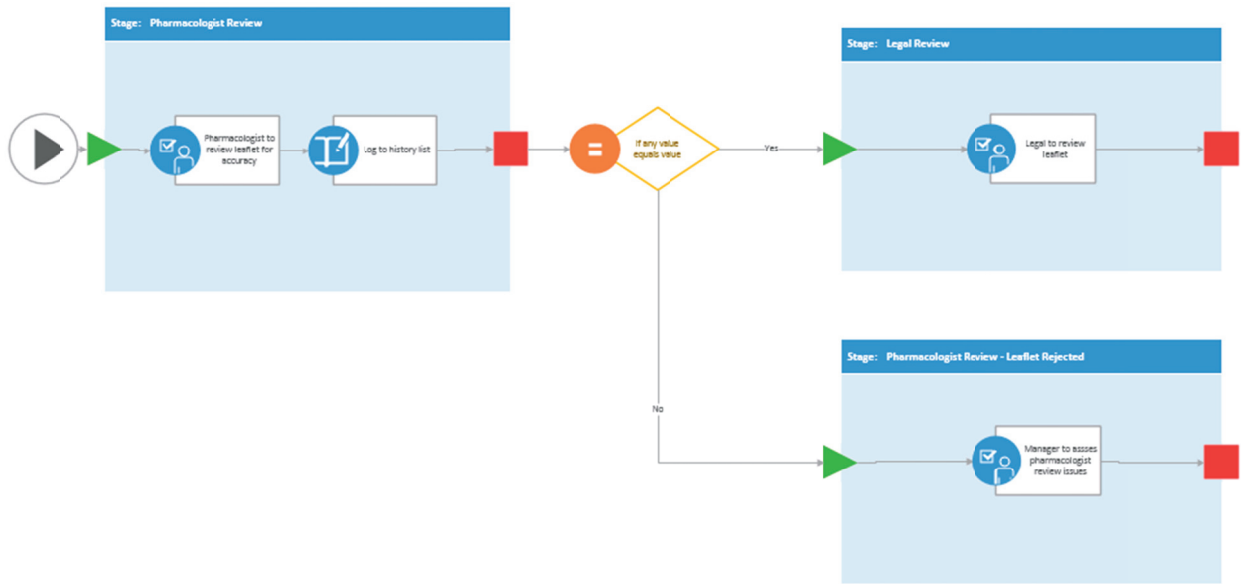 Stage: Pharmacologist Review
Pharmacologist to
review leaflet for
accuracy
Log to history list
If any value
equals value
Yes
No
Stage: Legal Review
Legal to review
leaflet
Stage: Pharmacologist Review - Leaflet Rejected
Manager to assses
pharmacologist
review issues